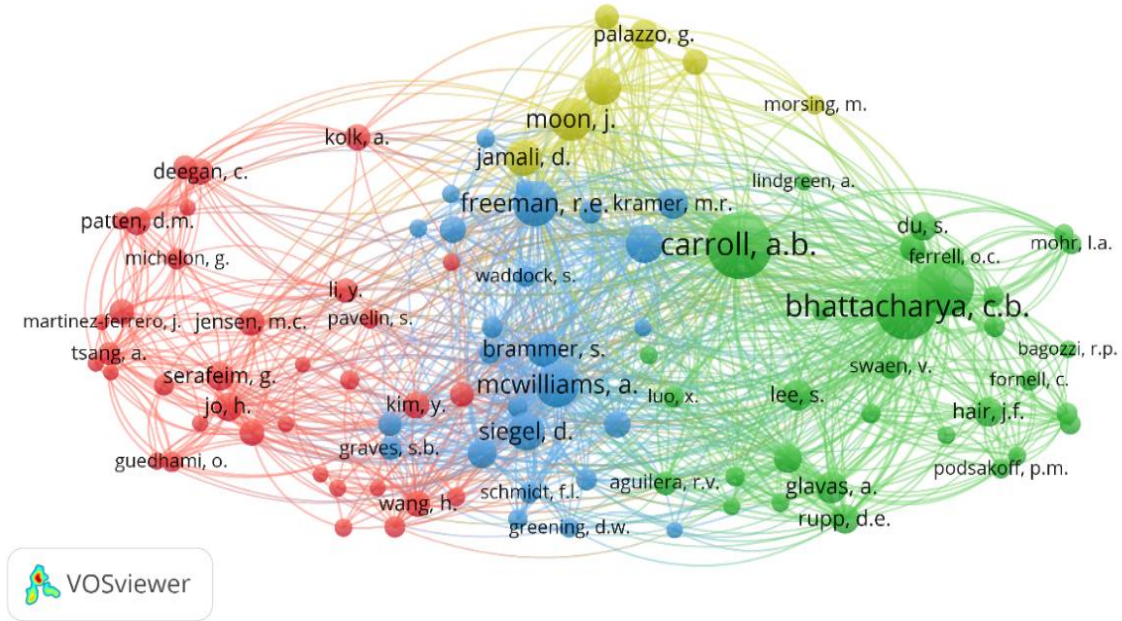 palazzo, g.
morsing, m.
moon, j.
kolk, a.
jamali, d.
deegan, c.
lindgreen, a.
freeman, r.e.
kramer, m.r.
patten, d.m.
du, s.
carroll, a.b.
mohr, l.a.
michelon, g.
ferrell, o.c.
waddock, s.
li, y.
bhattacharya, c.b.
martinez-ferrero, j.
jensen, m.c.
pavelin, s.
brammer, s.
bagozzi, r.p.
tsang, a.
swaen, v.
serafeim, g.
mcwilliams, a.
fornell, c.
luo, x.
lee, s.
jo, h.
kim, y.
hair, j.f.
siegel, d.
graves, s.b.
guedhami, o.
podsakoff, p.m.
aguilera, r.v.
glavas, a.
schmidt, f.l.
wang, h.
rupp, d.e.
greening, d.w.
VOSviewer